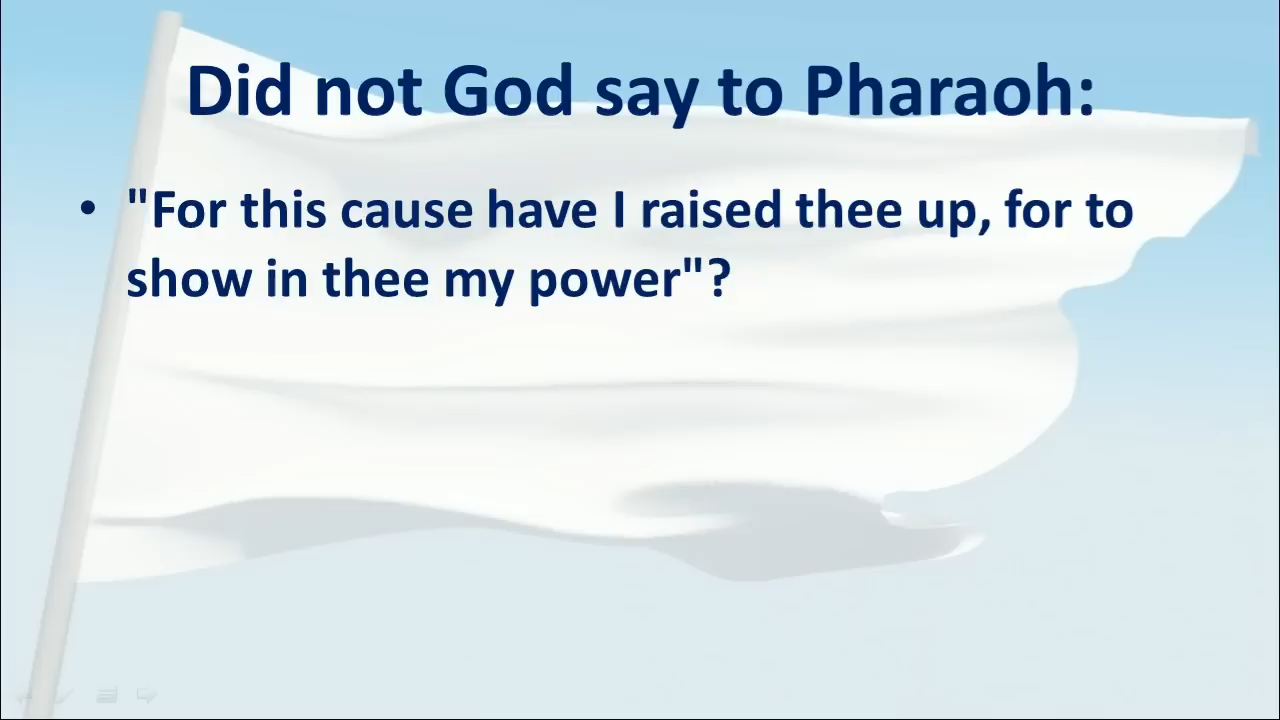 Did not God say to Pharaoh:
• "For this cause have I raised thee up, for to
show in thee my power"?